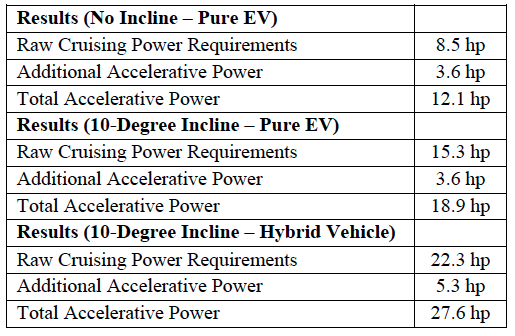 Results (No Incline – Pure EV)
Raw Cruising Power Requirements 8.5 hp
Additional Accelerative Power 3.6 hp
Total Accelerative Power 12.1 hp
Results (10-Degree Incline – Pure EV)
Raw Cruising Power Requirements 15.3 hp
Additional Accelerative Power 3.6 hp
Total Accelerative Power 18.9 hp
Results (10-Degree Incline – Hybrid Vehicle)
Raw Cruising Power Requirements 22.3 hp
Additional Accelerative Power 5.3 hp
Total Accelerative Power 27.6 hp